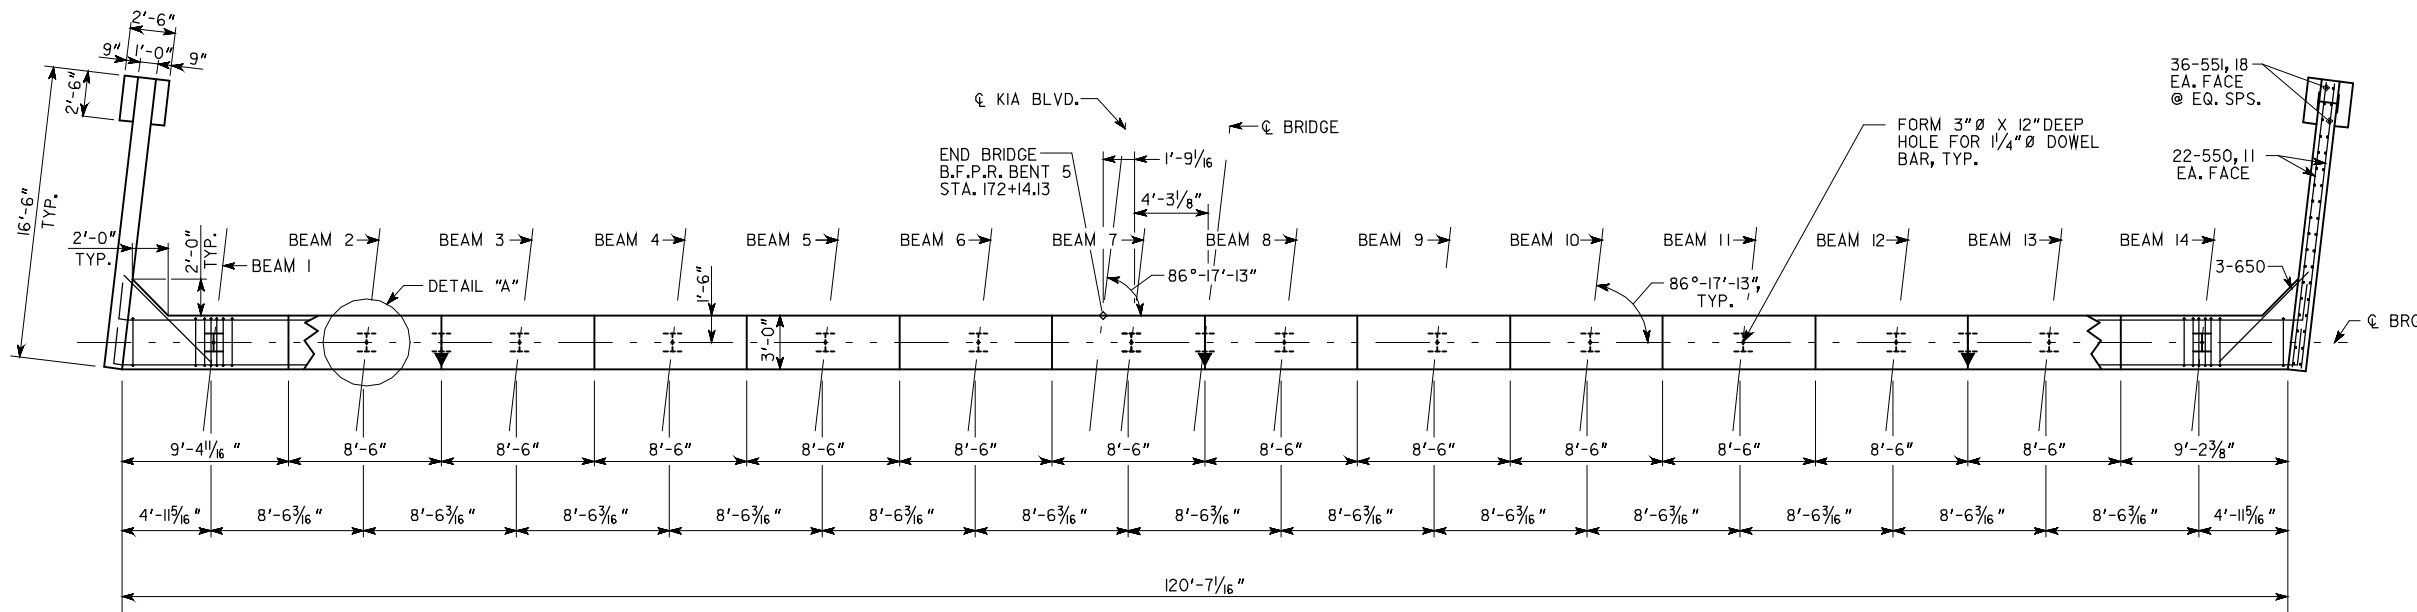 2'-6"
9"
1'-0"
9"
2'-6"
16'-6"
TYP.
2'-0"
TYP.
2'-0"
TYP.
BEAM 1
BEAM 2
BEAM 3
BEAM 4
BEAM 5
BEAM 6
BEAM 7
BEAM 8
BEAM 9
BEAM 10
BEAM 11
BEAM 12
BEAM 13
BEAM 14
DETAIL "A"
1'-6"
3'-0"
℄ KIA BLVD.
℄ BRIDGE
END BRIDGE
B.F.P.R. BENT 5
STA. 172+14.13
1'-9 1/16
4'-3 1/8"
86°-17'-13"
86°-17'-13",
TYP.
FORM 3"Ø X 12" DEEP
HOLE FOR 1 1/4"Ø DOWEL
BAR, TYP.
36-551, 18
EA. FACE
@ EQ. SPS.
22-550, 11
EA. FACE
3-650
℄ BRG
9'-4 11/16 "
8'-6"
8'-6"
8'-6"
8'-6"
8'-6"
8'-6"
8'-6"
8'-6"
8'-6"
8'-6"
8'-6"
8'-6"
9'-2 3/8"
4'-11 5/16 "
8'-6 3/16 "
8'-6 3/16 "
8'-6 3/16 "
8'-6 3/16 "
8'-6 3/16 "
8'-6 3/16 "
8'-6 3/16 "
8'-6 3/16 "
8'-6 3/16 "
8'-6 3/16 "
8'-6 3/16 "
8'-6 3/16 "
8'-6 3/16 "
4'-11 5/16 "
120'-7 1/16 "